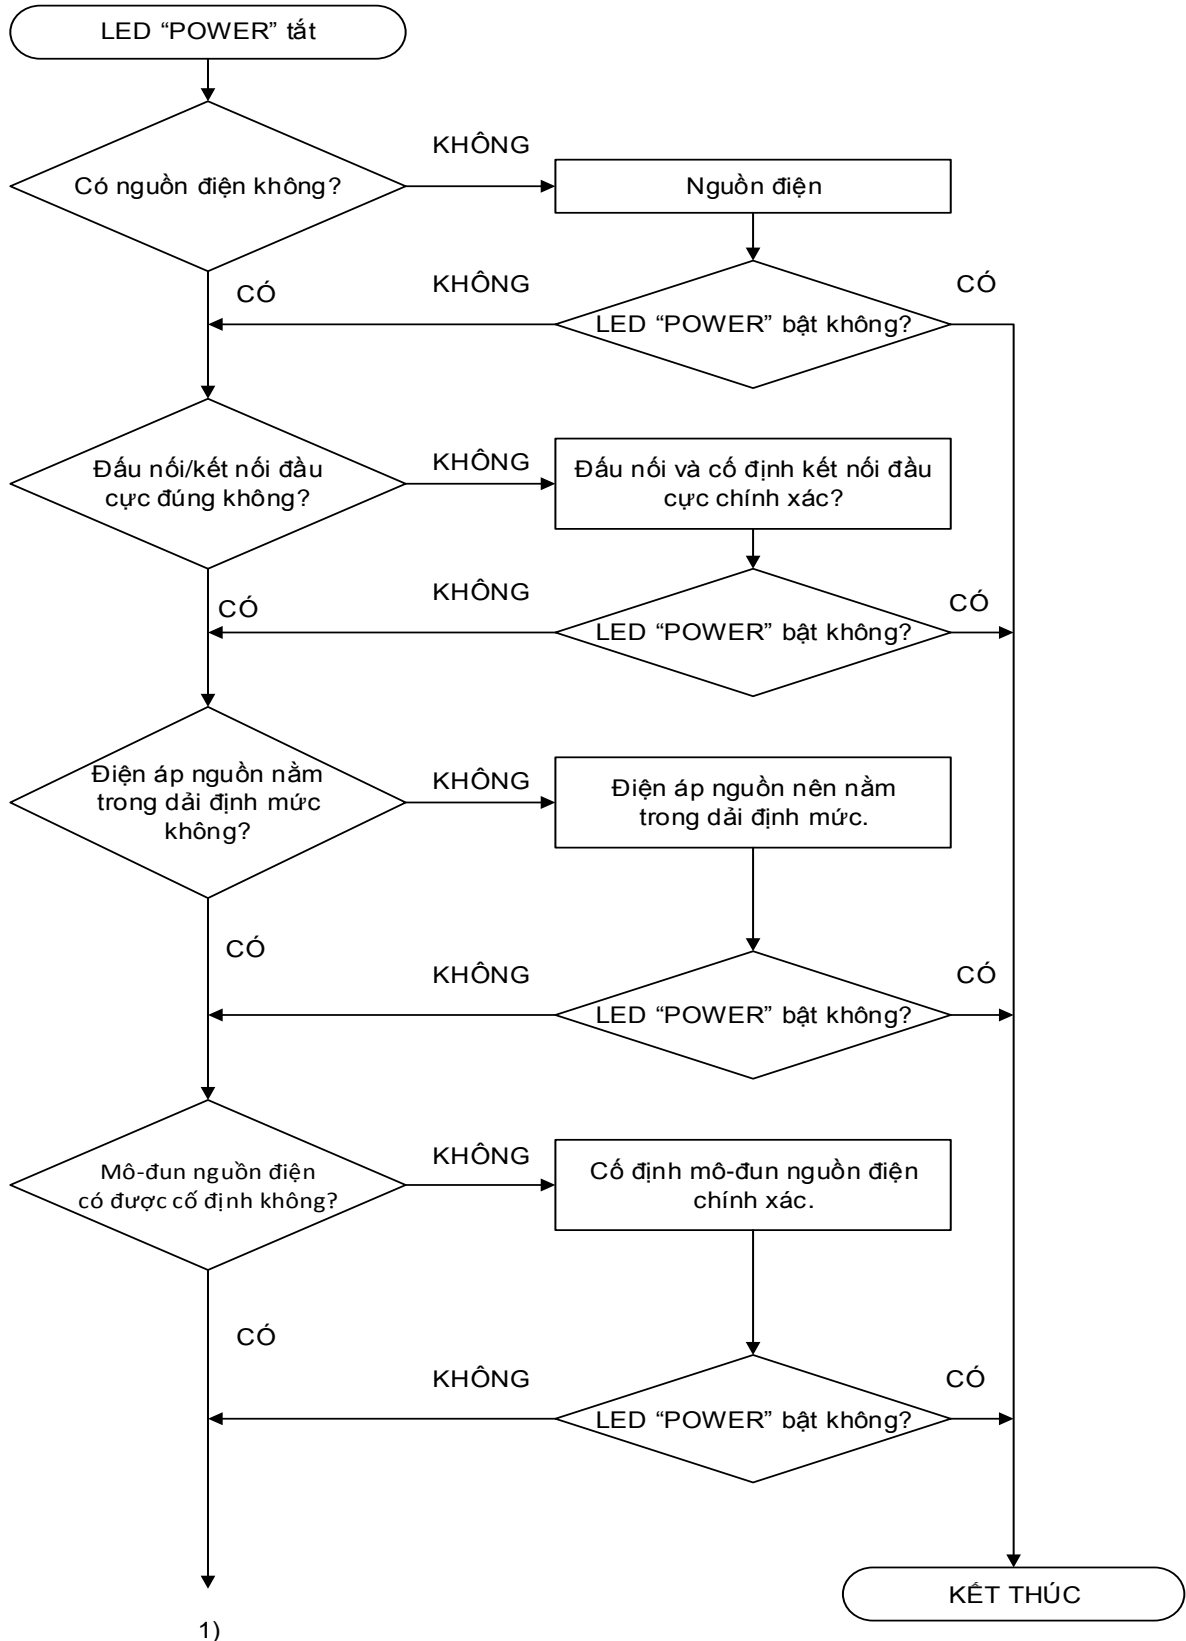 LED “POWER” tắt
KHÔNG
Có nguồn điện không?
Nguồn điện
CÓ
KHÔNG
CÓ
LED “POWER” bật không?
Đấu nối/kết nối đầu
cực đúng không?
KHÔNG
Đấu nối và cố định kết nối đầu
cực chính xác?
CÓ
KHÔNG
CÓ
LED “POWER” bật không?
Điện áp nguồn nằm
trong dải định mức
không?
KHÔNG
Điện áp nguồn nên nằm
trong dải định mức.
CÓ
KHÔNG
CÓ
LED “POWER” bật không?
Mô-đun nguồn điện
có được cố định không?
KHÔNG
Cố định mô-đun nguồn điện
chính xác.
CÓ
KHÔNG
CÓ
LED “POWER” bật không?
KẾT THÚC
1)